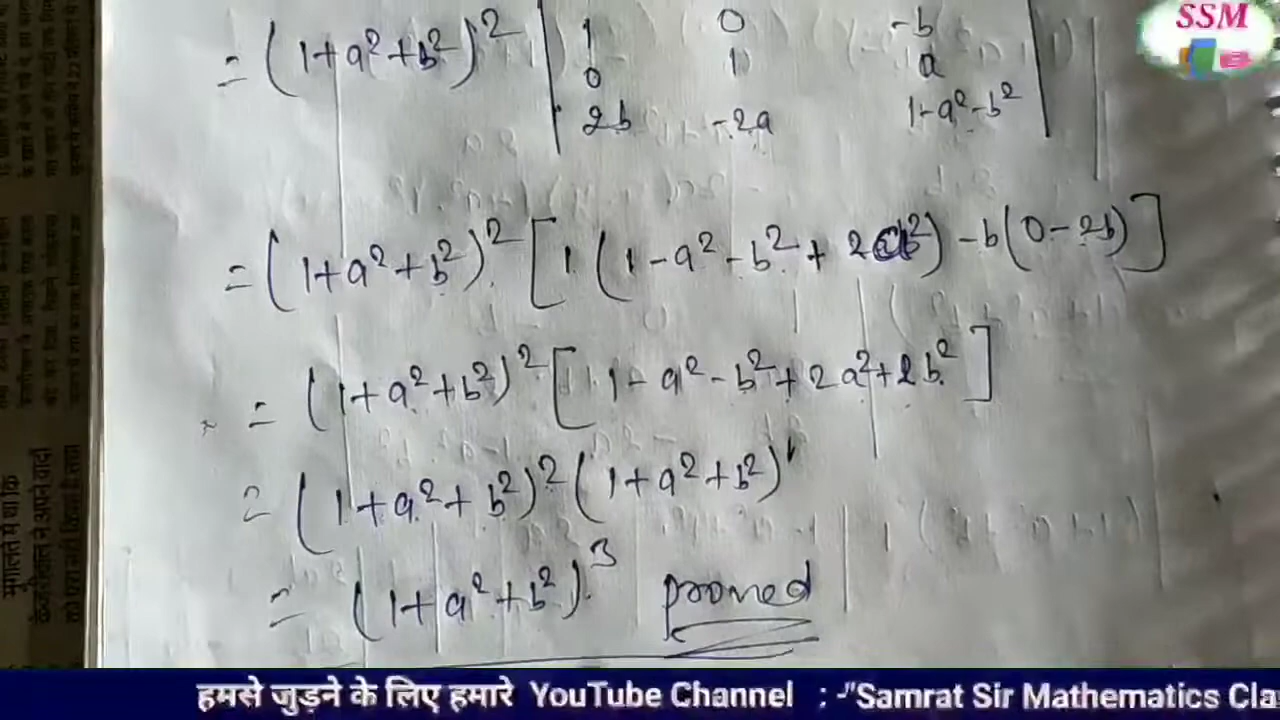 SSM
= (1+a²+b²)² | 1 0 -b
0 1 a
2b -2a 1-a²-b² |
= (1+a²+b²)² [1(1-a²-b²+2a²)-b(0-2b)]
= (1+a²+b²)² [1-a²-b²+2a²+2b²]
= (1+a²+b²)² (1+a²+b²)¹
= (1+a²+b²)³ proved
हमसे जुड़ने के लिए हमारे YouTube Channel :-"Samrat Sir Mathematics Cla